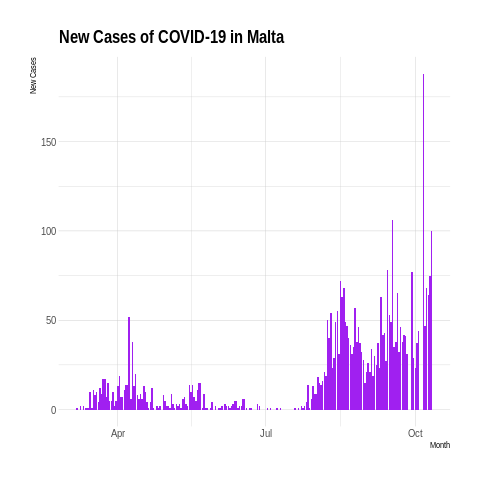 New Cases of COVID-19 in Malta
New Cases
150
100
50
0
Apr
Jul
Oct
Month